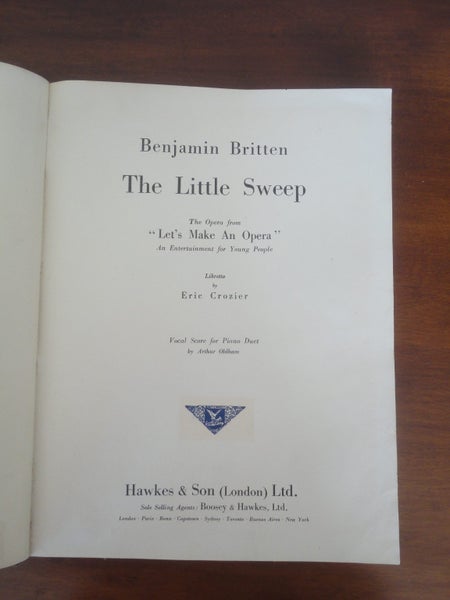 Benjamin Britten
The Little Sweep
The Opera from
"Let's Make An Opera"
An Entertainment for Young People
Libretto
by
Eric Crozier
Vocal Score for Piano Duet
by Arthur Oldham
Hawkes & Son (London) Ltd.
Sole Selling Agents: Boosey & Hawkes, Ltd.
London · Paris · Bonn · Capetown · Sydney · Toronto · Buenos Aires · New York